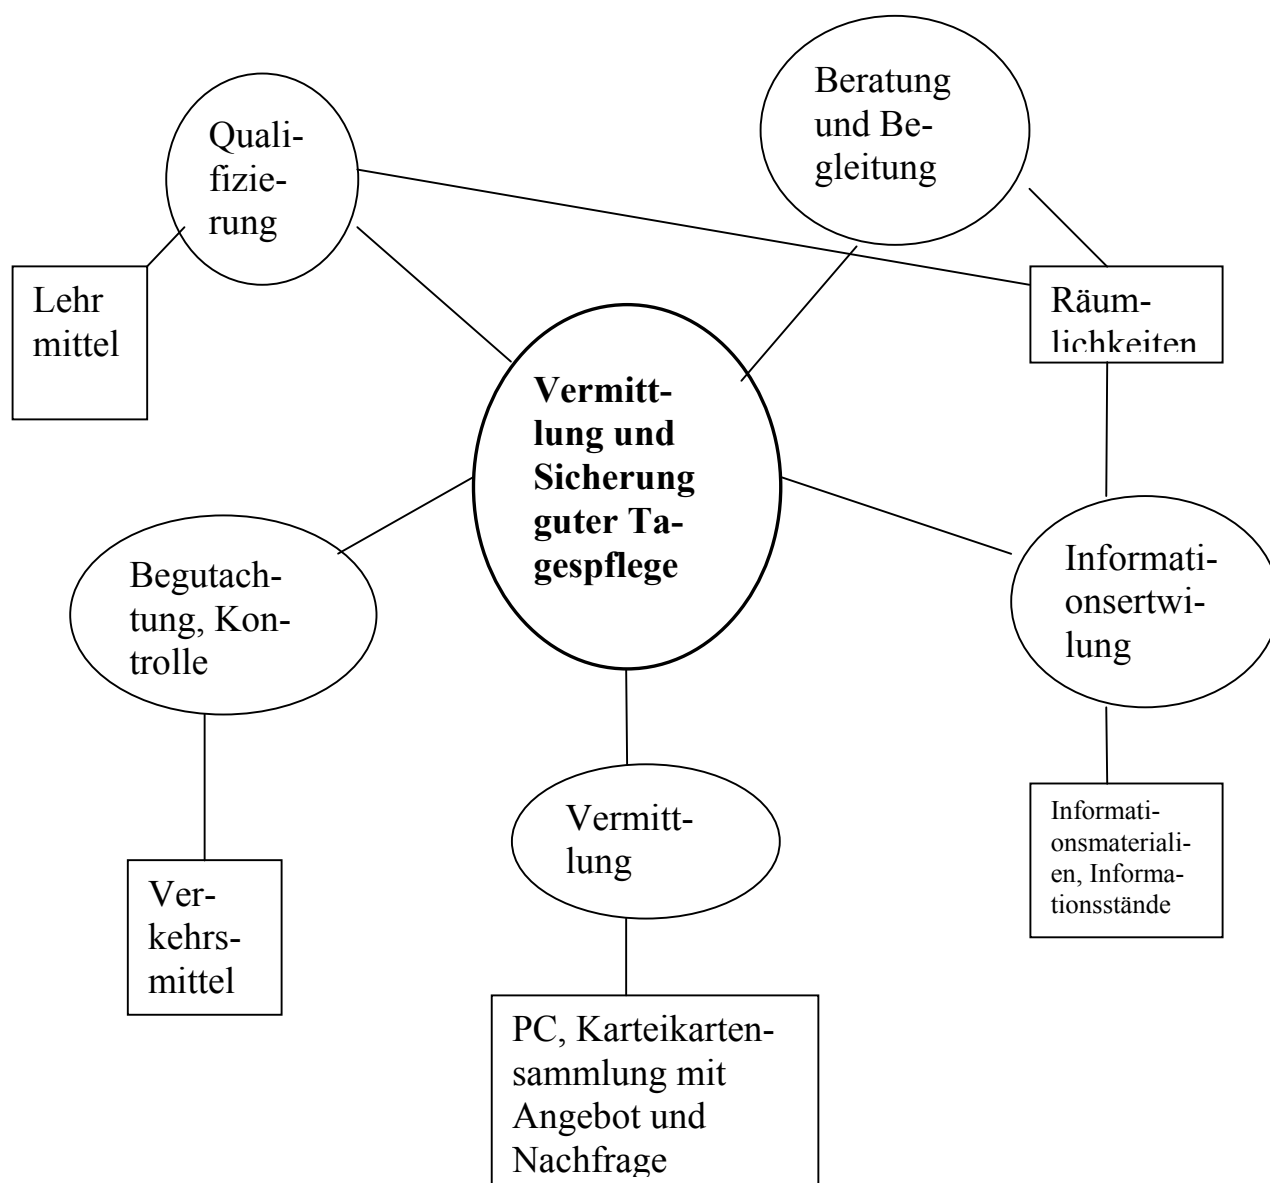 Beratung
und Be-
gleitung
Quali-
fizie-
rung
Lehr
mittel
Räum-
lichkeiten
Vermitt-
lung und
Sicherung
guter Ta-
gespflege
Begutach-
tung, Kon-
trolle
Informati-
onsertwi-
lung
Vermitt-
lung
Informati-
onsmateriali-
en, Informa-
tionsstände
Ver-
kehrs-
mittel
PC, Karteikarten-
sammlung mit
Angebot und
Nachfrage